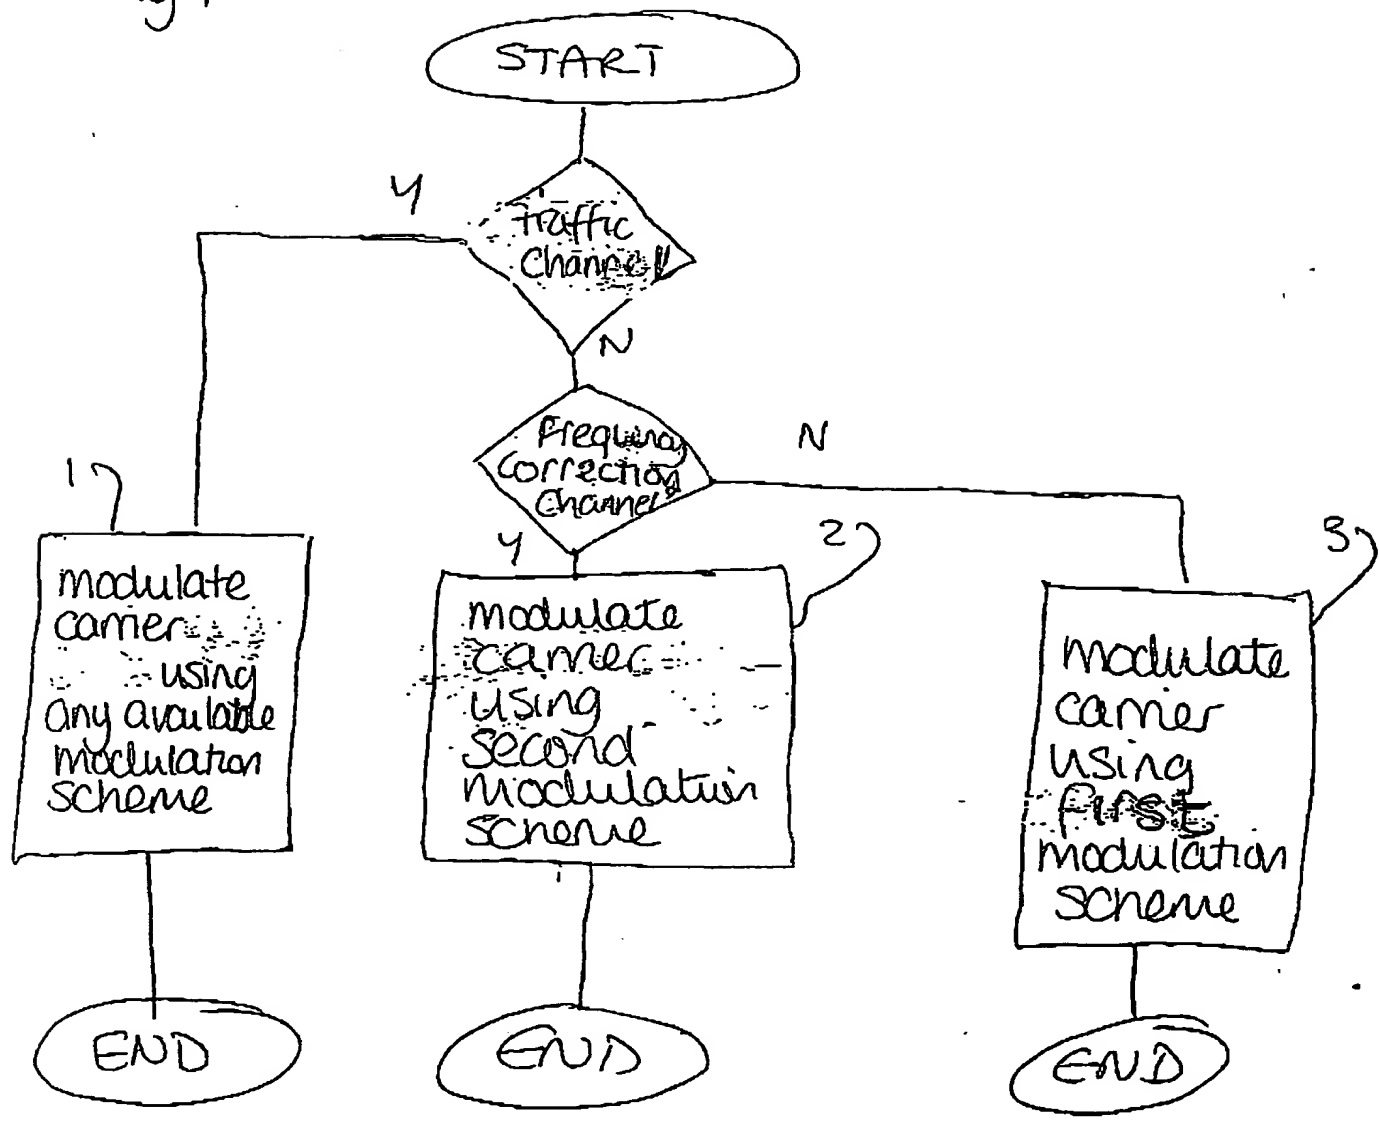 START
Y
Traffic
Channel?
N
Frequency
Correction
Channel?
N
Y
1
modulate
carrier
using
any available
modulation
scheme
2
modulate
carrier
using
second
modulation
scheme
3
modulate
carrier
using
first
modulation
scheme
END
END
END